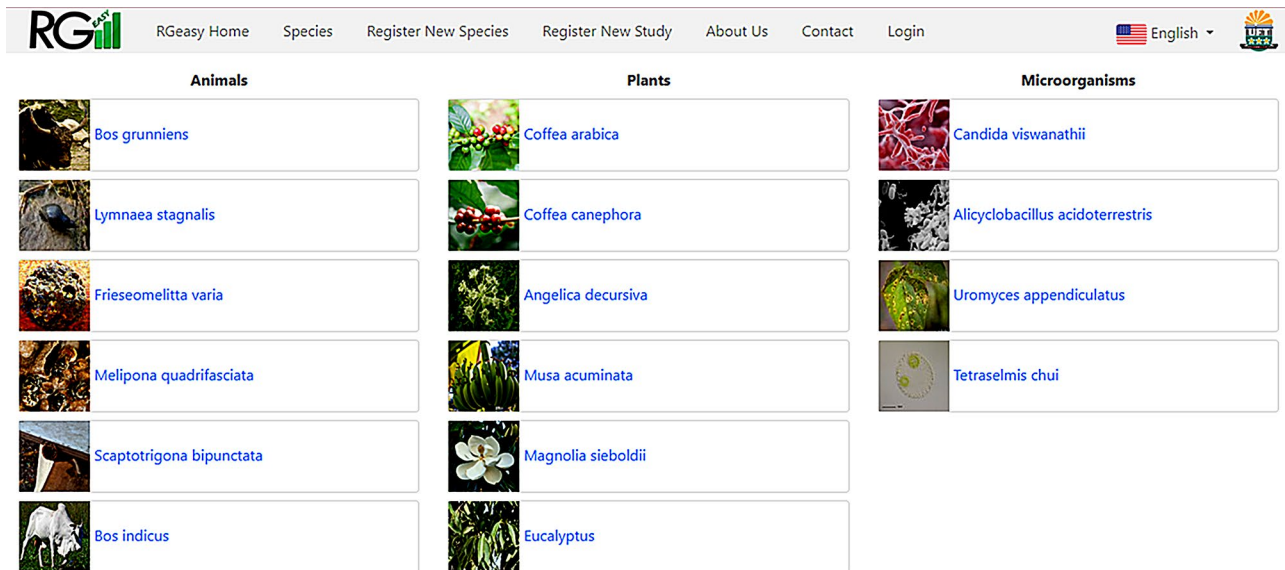 RG EASY
RGeasy Home Species Register New Species Register New Study About Us Contact Login English UFT
Animals Plants Microorganisms
Bos grunniens Coffea arabica Candida viswanathii
Lymnaea stagnalis Coffea canephora Alicyclobacillus acidoterrestris
Frieseomelitta varia Angelica decursiva Uromyces appendiculatus
Melipona quadrifasciata Musa acuminata Tetraselmis chui
Scaptotrigona bipunctata Magnolia sieboldii
Bos indicus Eucalyptus